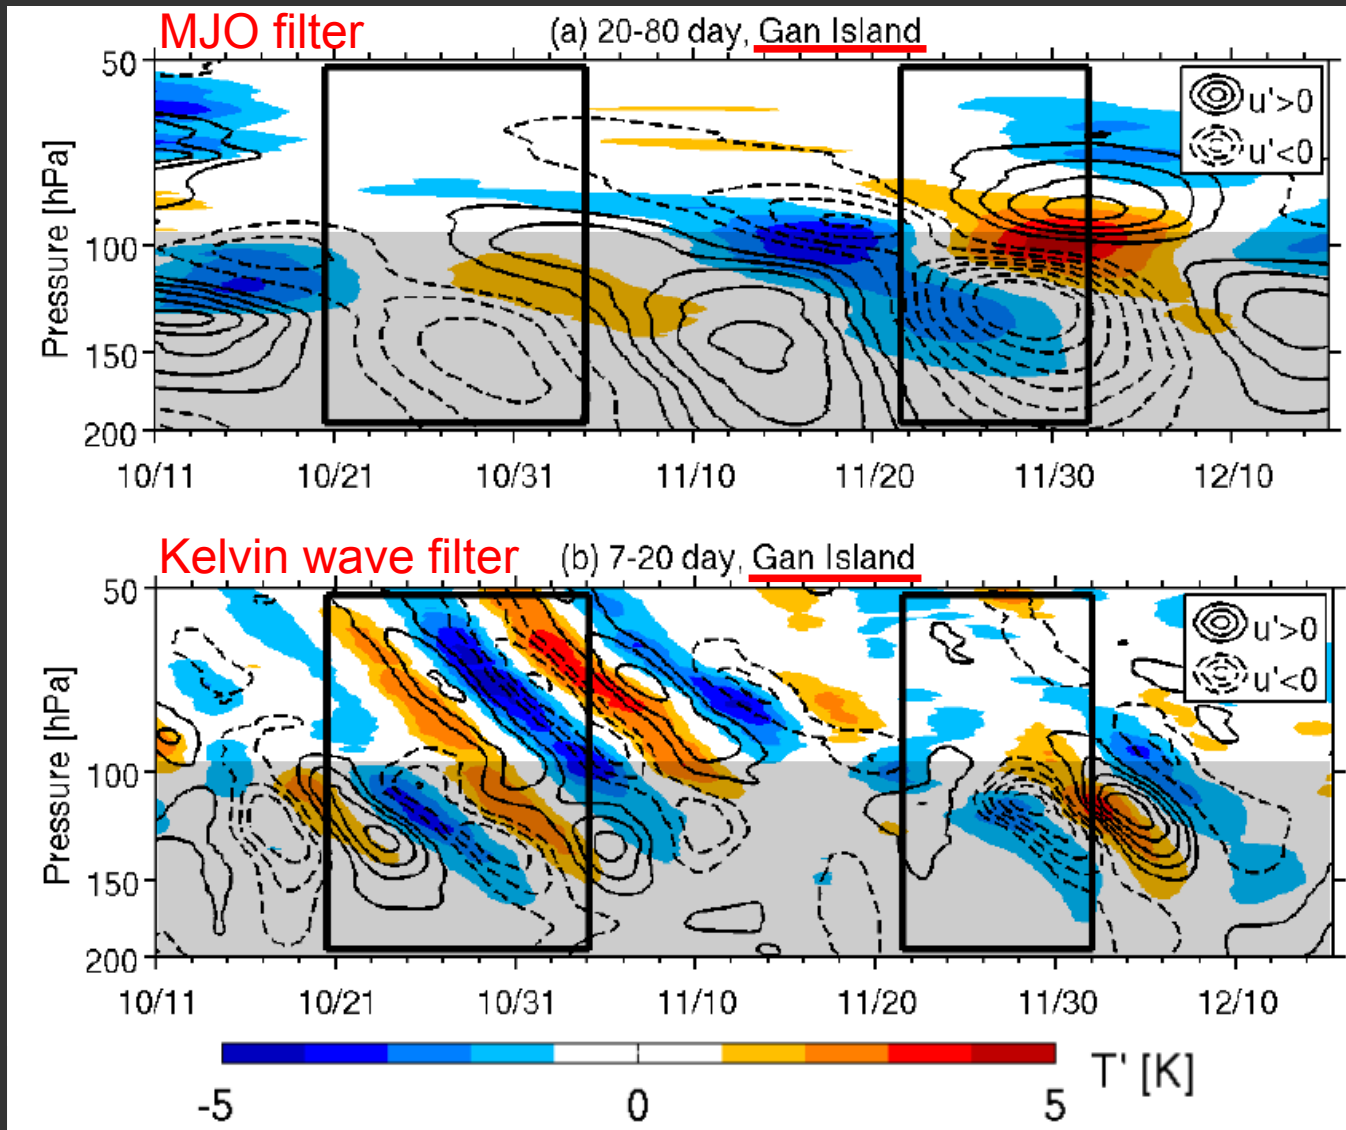 MJO filter
(a) 20-80 day, Gan Island
50
100
150
200
Pressure [hPa]
u'>0
u'<0
10/11 10/21 10/31 11/10 11/20 11/30 12/10
Kelvin wave filter
(b) 7-20 day, Gan Island
50
100
150
200
Pressure [hPa]
u'>0
u'<0
10/11 10/21 10/31 11/10 11/20 11/30 12/10
-5 0 5 T' [K]